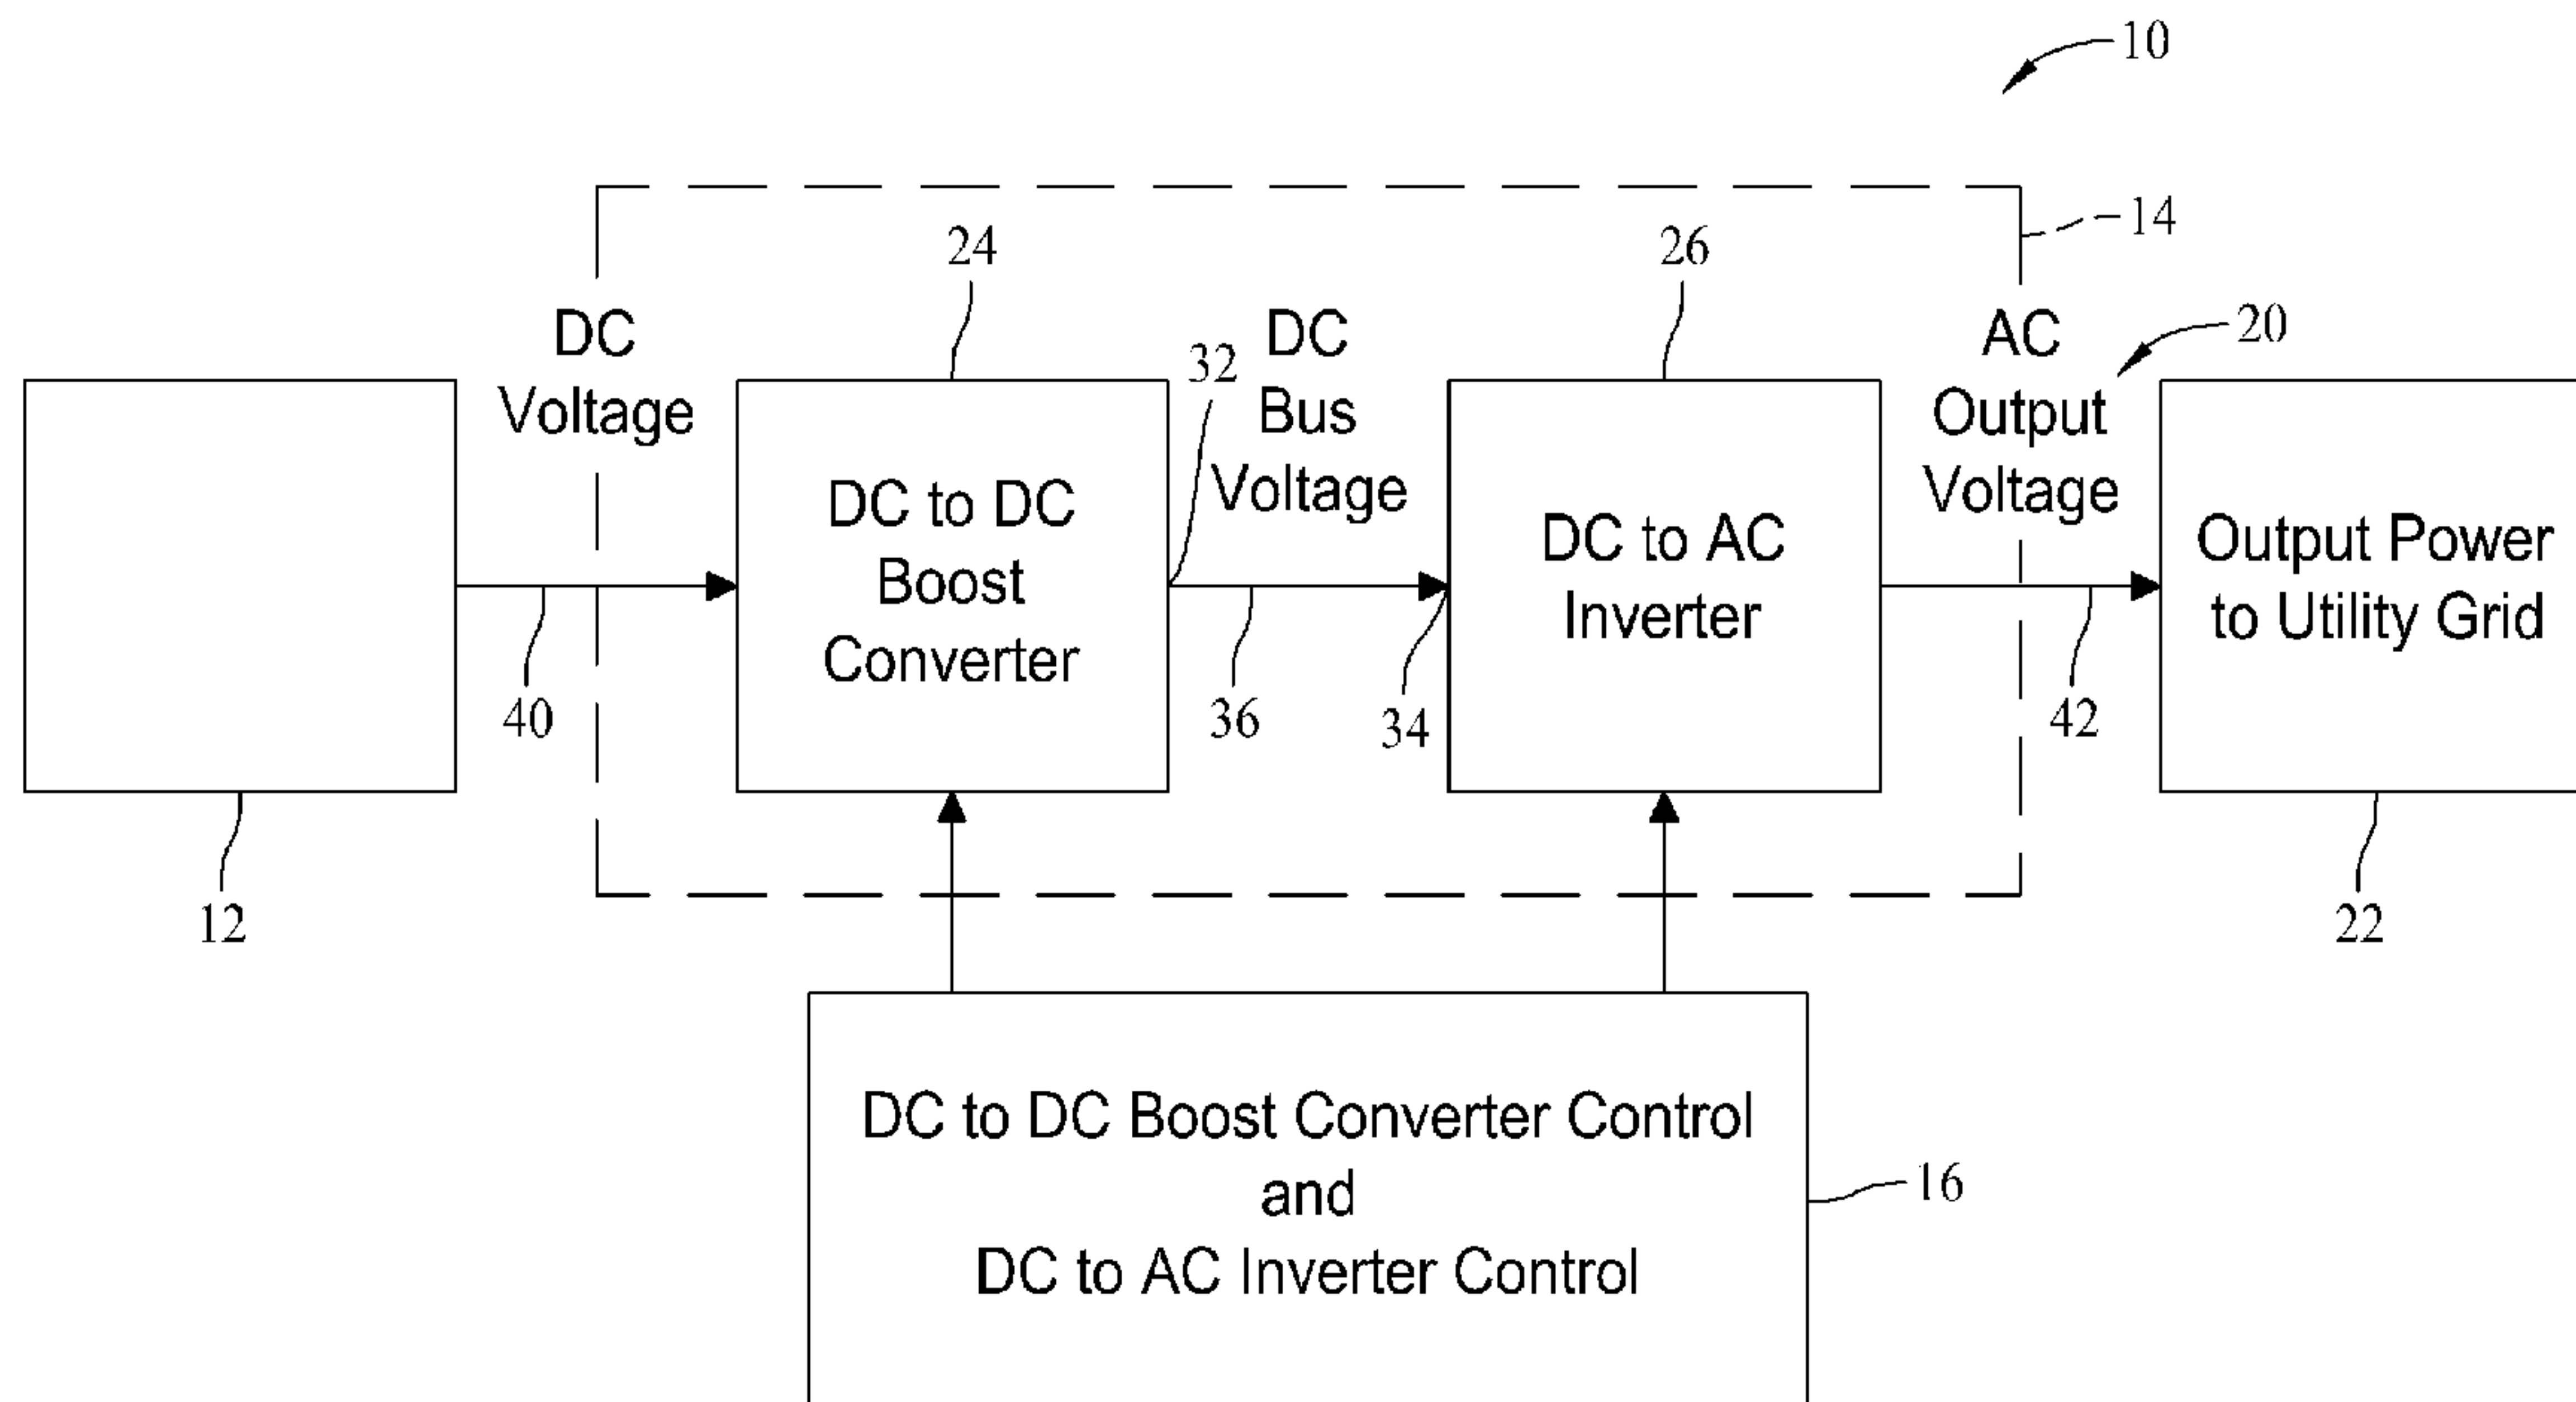 10
14
24
26
20
DC
Voltage
32
DC
Bus
Voltage
AC
Output
Voltage
DC to DC
Boost
Converter
DC to AC
Inverter
Output Power
to Utility Grid
40
36
34
42
12
22
DC to DC Boost Converter Control
and
DC to AC Inverter Control
16